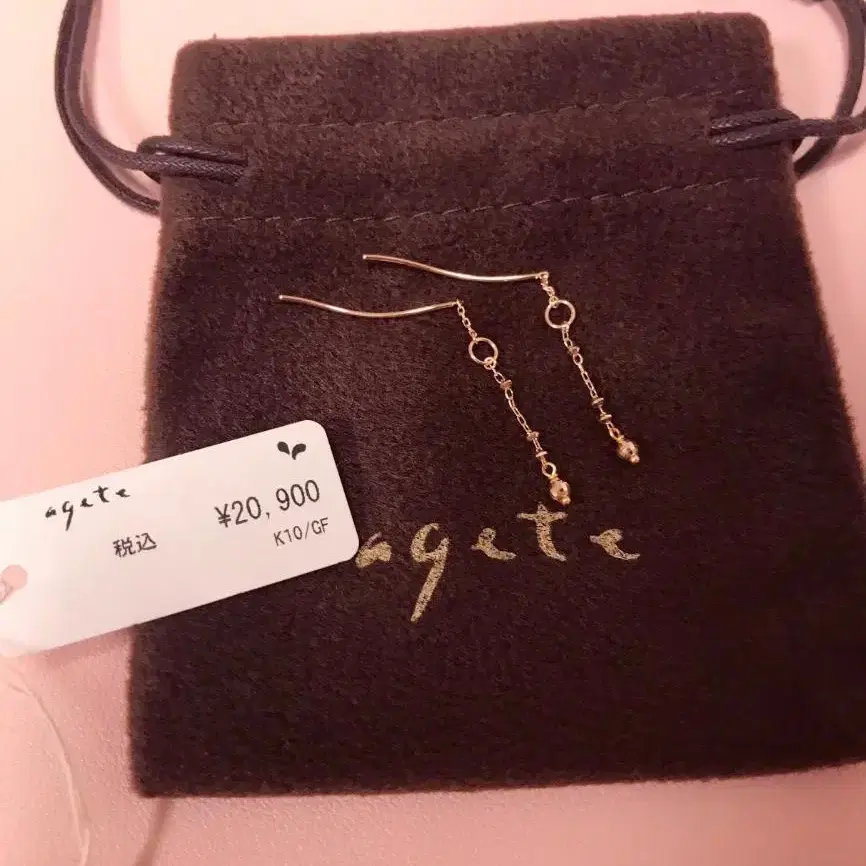 agete
¥20,900
税込
K10/GF
agete